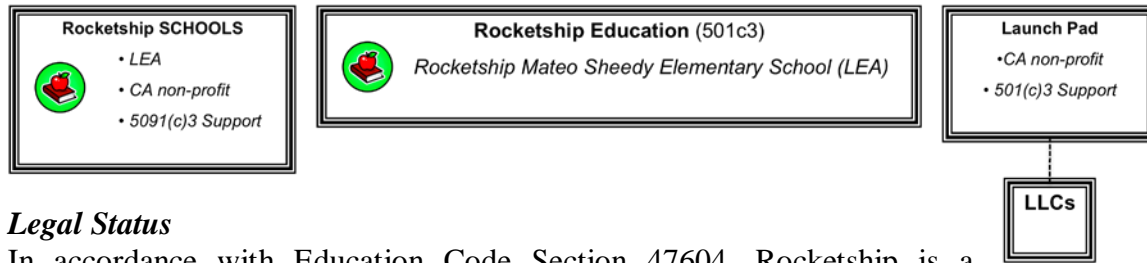 Rocketship SCHOOLS
• LEA
• CA non-profit
• 5091(c)3 Support
Rocketship Education (501c3)
Rocketship Mateo Sheedy Elementary School (LEA)
Launch Pad
•CA non-profit
• 501(c)3 Support
LLCs
Legal Status
In accordance with Education Code Section 47604, Rocketship is a